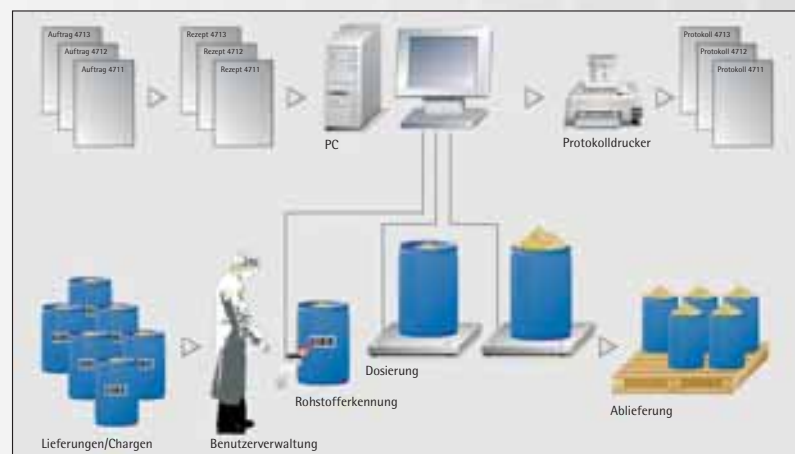 Auftrag 4713
Auftrag 4712
Auftrag 4711
Rezept 4713
Rezept 4712
Rezept 4711
PC
Protokolldrucker
Protokoll 4713
Protokoll 4712
Protokoll 4711
Lieferungen/Chargen
Benutzerverwaltung
Rohstofferkennung
Dosierung
Ablieferung